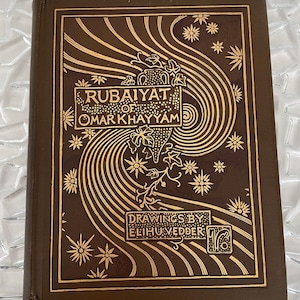 RUBAIYAT
OF
OMAR KHAYYAM
DRAWINGS BY
ELIHU VEDDER